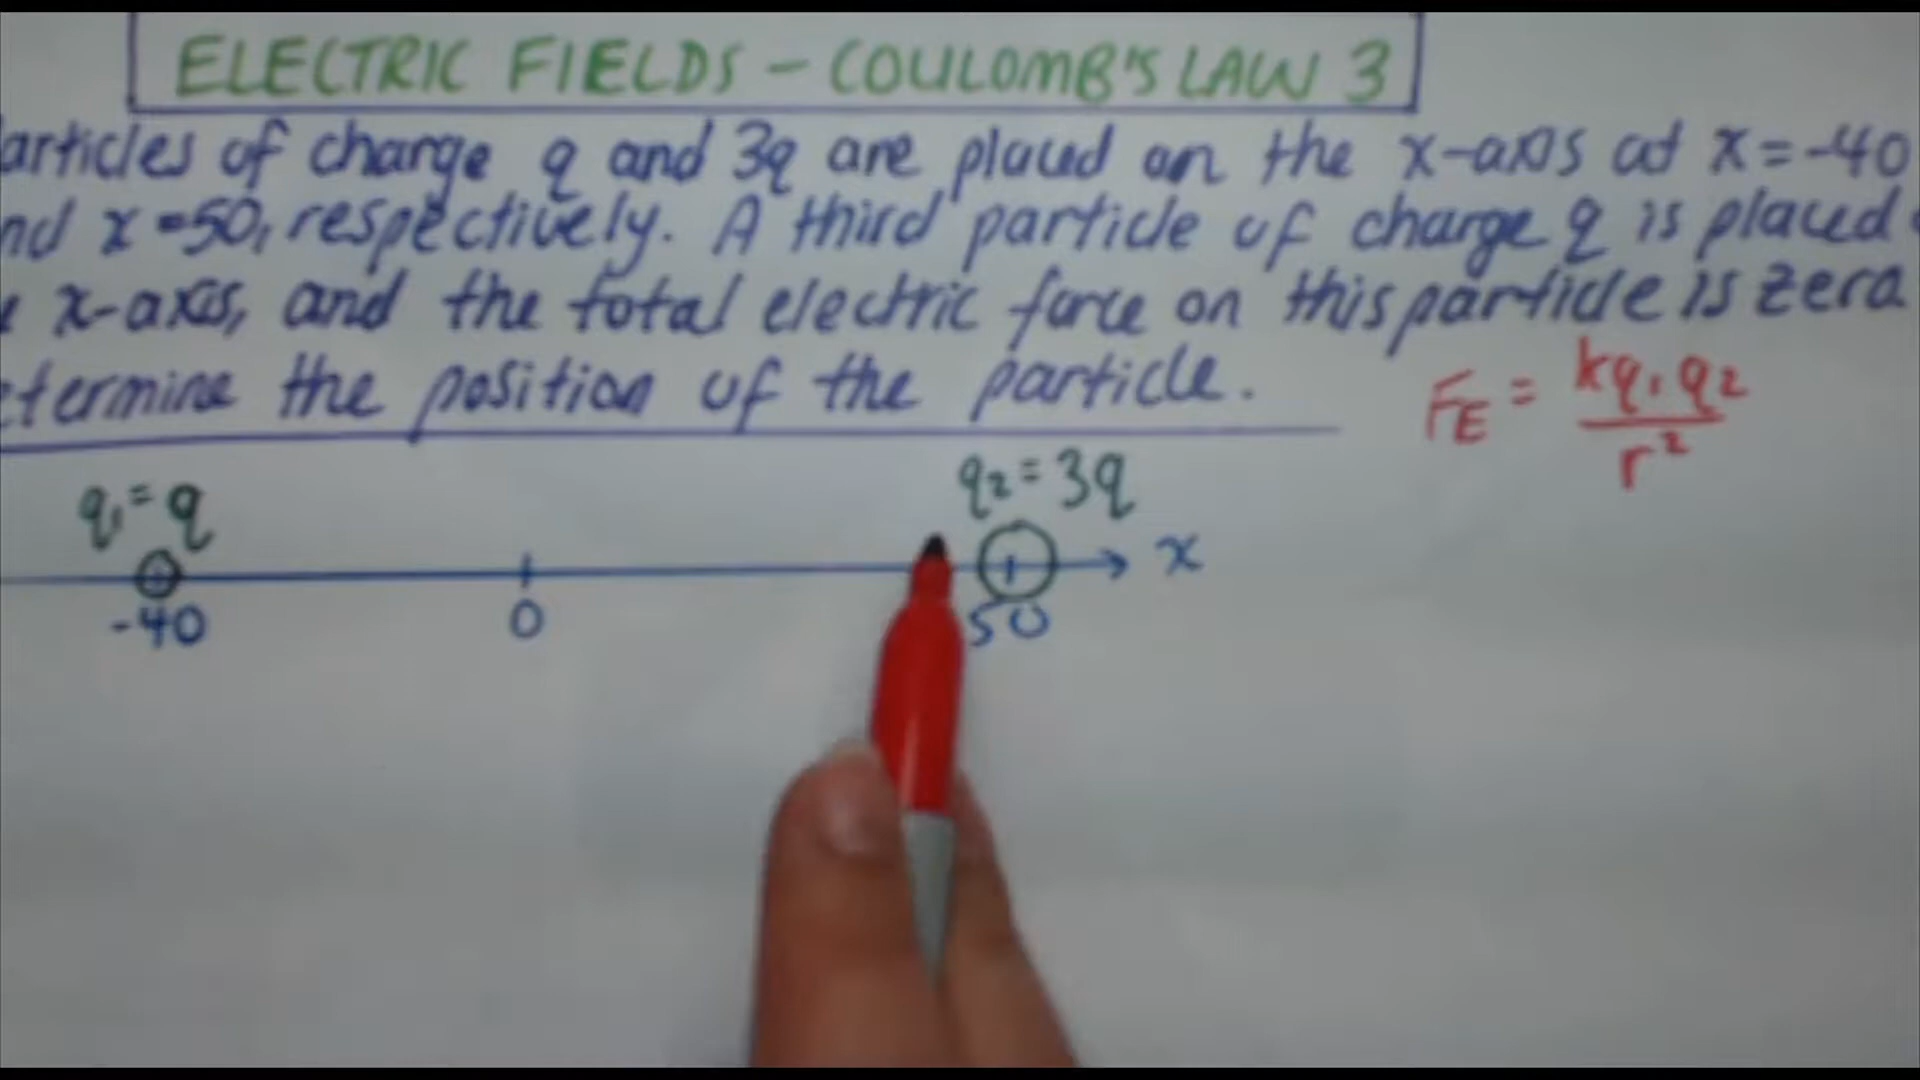 ELECTRIC FIELDS - COULOMB'S LAW 3
articles of charge q and 3q are placed on the x-axis at x=-40
nd x=50, respectively. A third particle of charge q is placed
x-axis, and the total electric force on this particle is zero
etermine the position of the particle.
F_E = kq₁q₂/r²
q₁=q
q₂=3q
x
-40
0
50